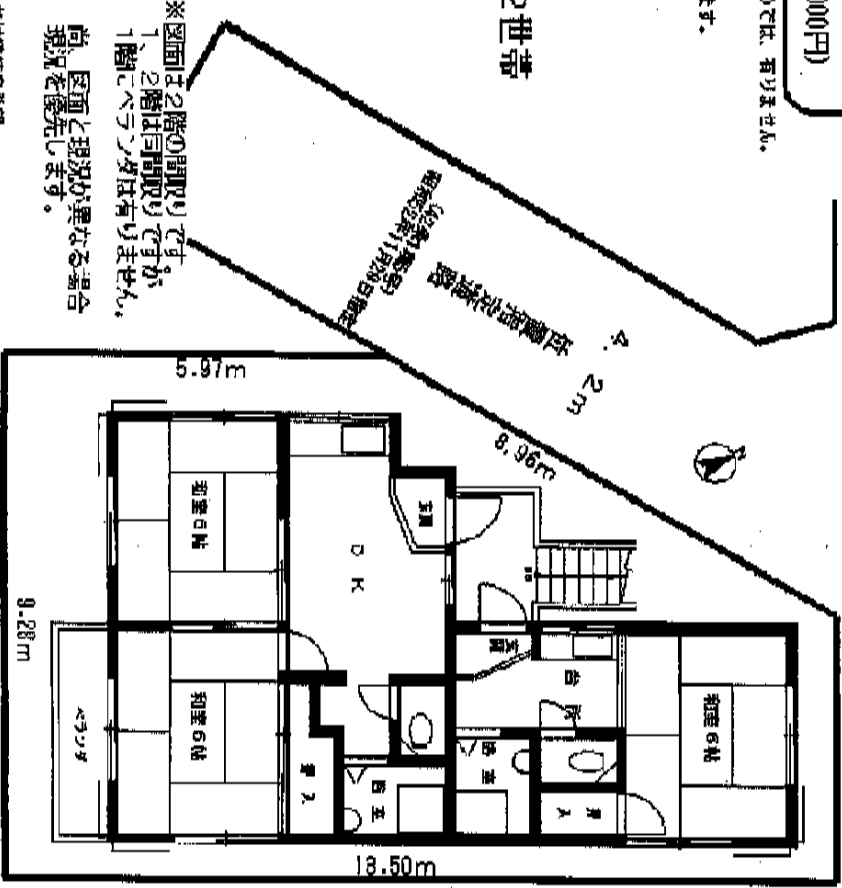 000円)
では、有りません。
ます。
2世帯
※図面は2階の間取りです。
1、2階は同間取りですが
1階にベランダは有りません。
尚、図面と現況が異なる場合
現況を優先します。
4.2m
N
5.97m
8.96m
9.28m
13.50m
和室6帖
和室6帖
和室6帖
DK
玄関
玄関
台所
浴室
浴室
押入
押入
ベランダ